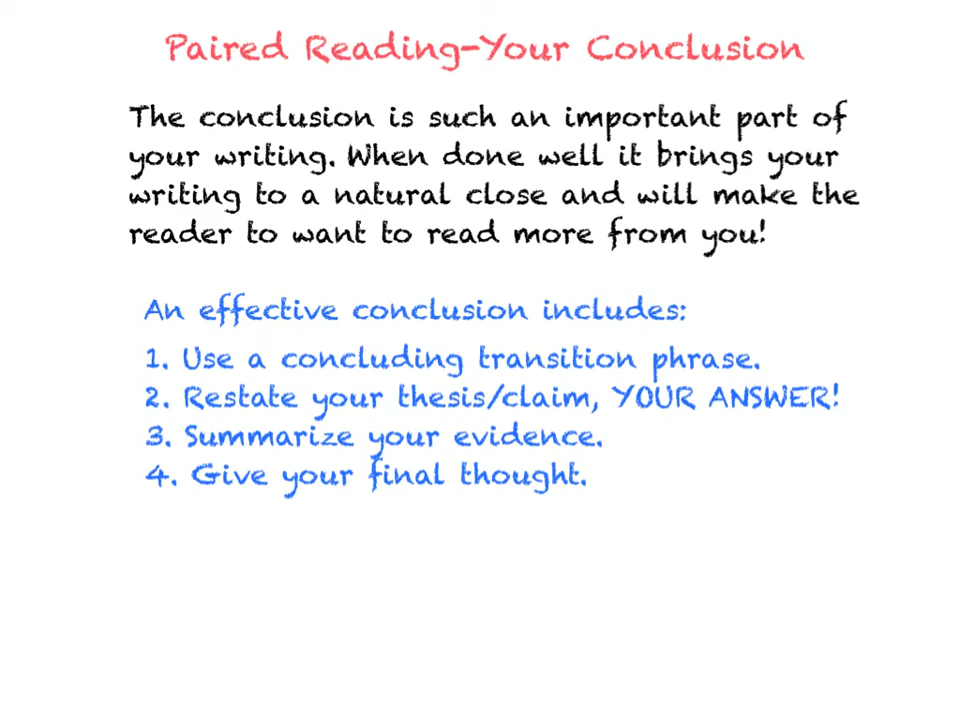 Paired Reading-Your Conclusion
The conclusion is such an important part of
your writing. When done well it brings your
writing to a natural close and will make the
reader to want to read more from you!
An effective conclusion includes:
1. Use a concluding transition phrase.
2. Restate your thesis/claim, YOUR ANSWER!
3. Summarize your evidence.
4. Give your final thought.